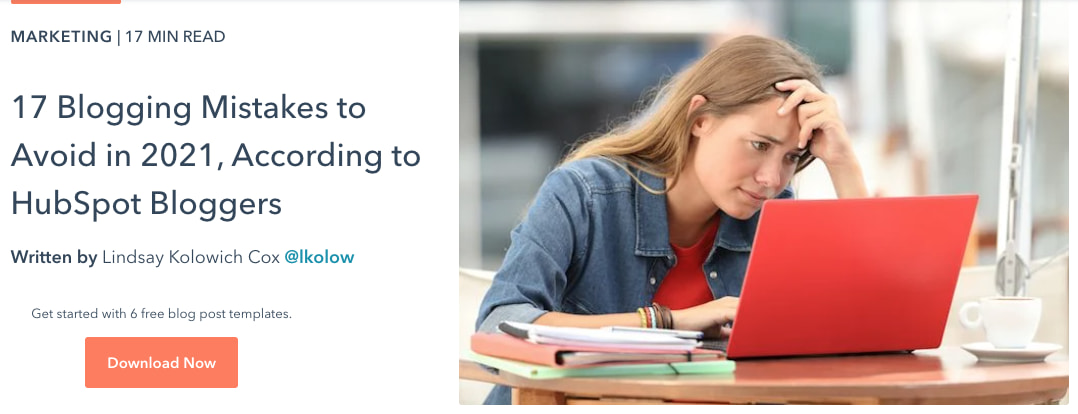 MARKETING | 17 MIN READ
17 Blogging Mistakes to
Avoid in 2021, According to
HubSpot Bloggers
Written by Lindsay Kolowich Cox @lkolow
Get started with 6 free blog post templates.
Download Now